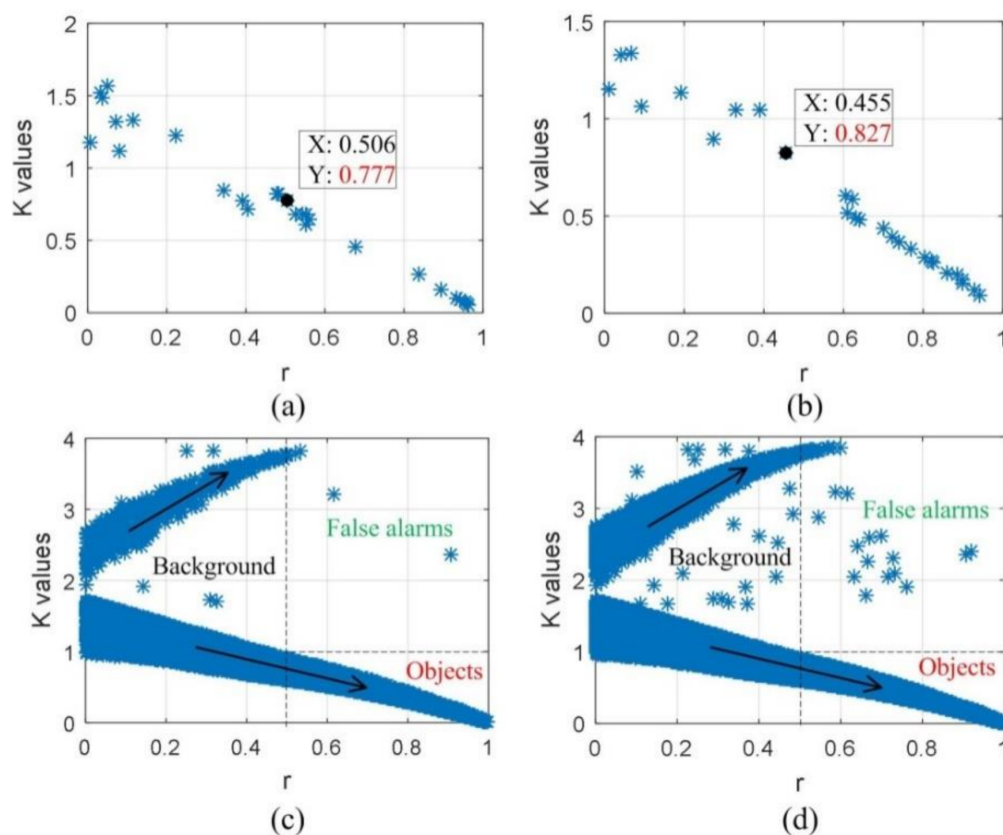 2
1.5
1
0.5
0
K values
X: 0.506
Y: 0.777
0 0.2 0.4 0.6 0.8 1
r
(a)
1.5
1
0.5
0
K values
X: 0.455
Y: 0.827
0 0.2 0.4 0.6 0.8 1
r
(b)
4
3
2
1
0
K values
False alarms
Background
Objects
0 0.2 0.4 0.6 0.8 1
r
(c)
4
3
2
1
0
K values
False alarms
Background
Objects
0 0.2 0.4 0.6 0.8 1
r
(d)